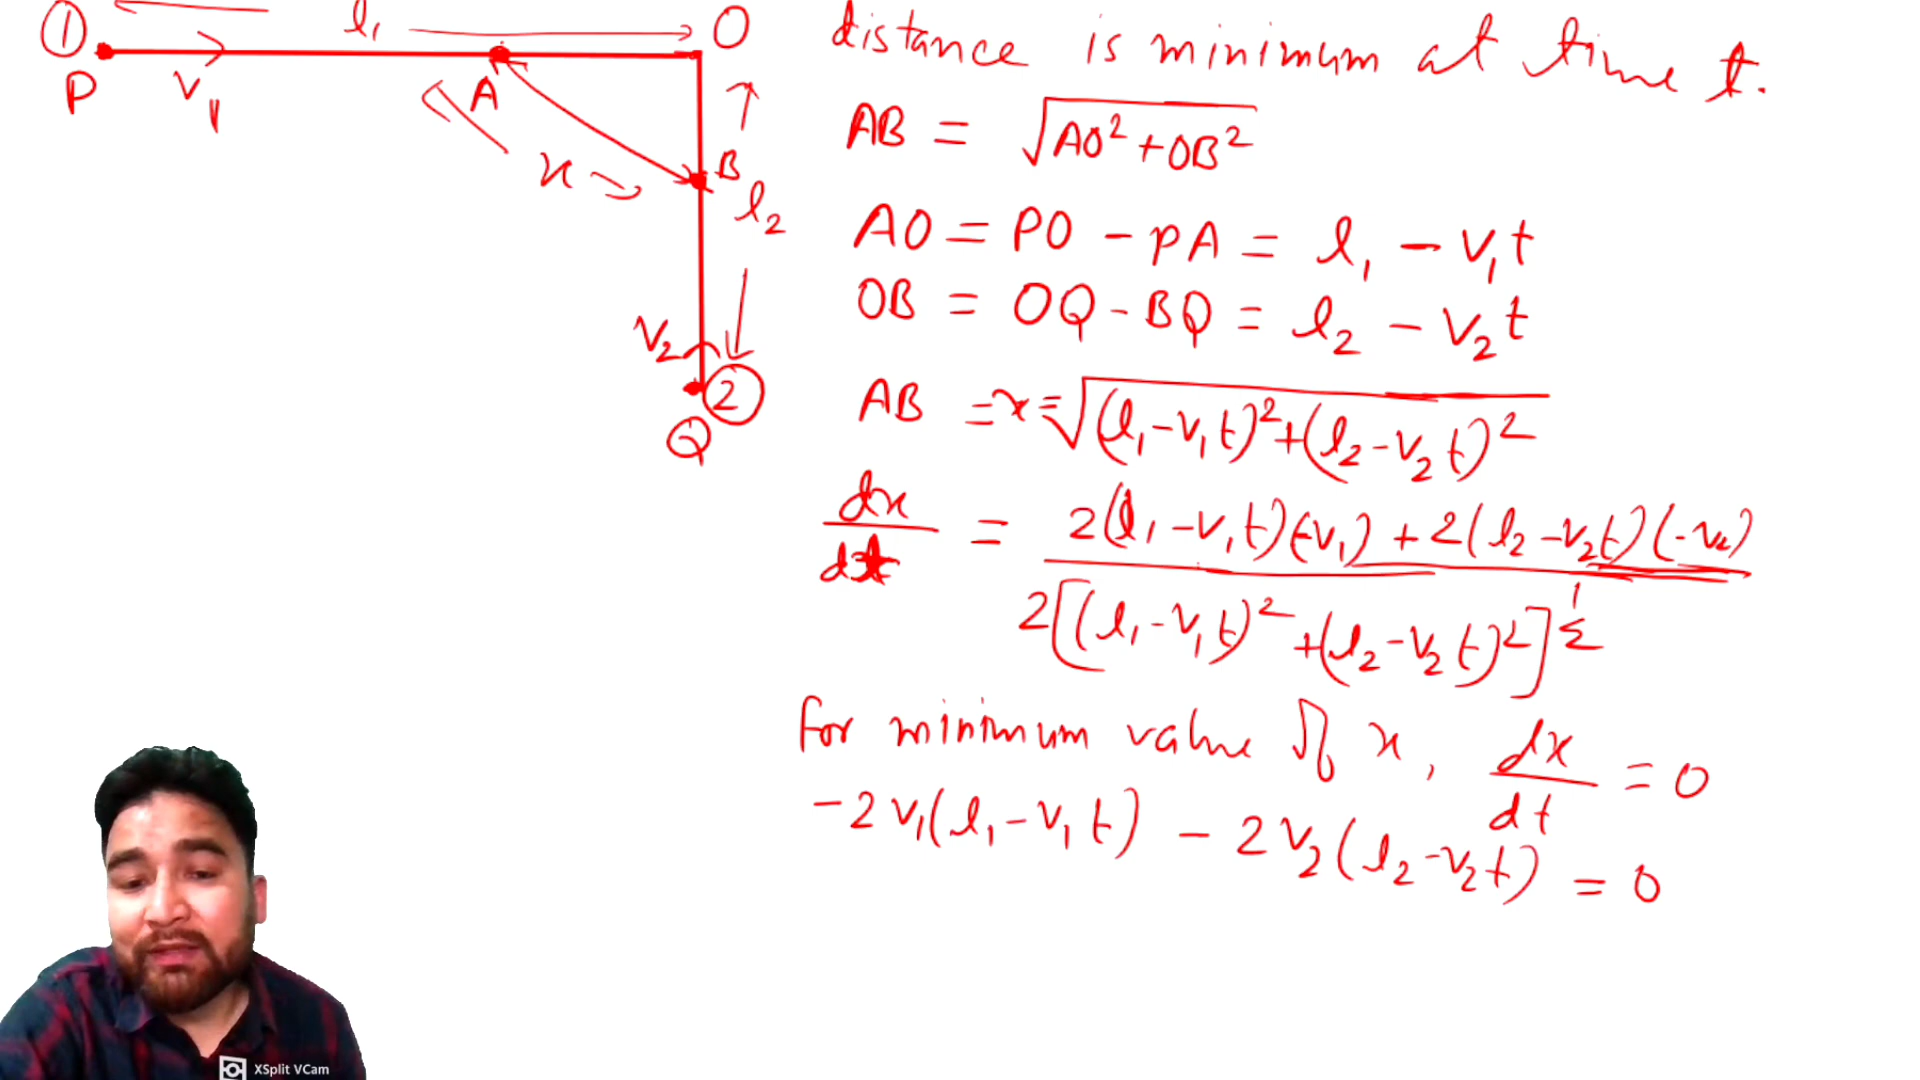 ① l₁ O
P V₁ A
x B
l₂
V₂
②
Q
distance is minimum at time t.
AB = √AO² + OB²
AO = PO - PA = l₁ - v₁t
OB = OQ - BQ = l₂ - v₂t
AB = x = √(l₁-v₁t)²+(l₂-v₂t)²
dx/dt = 2(l₁-v₁t)(-v₁) + 2(l₂-v₂t)(-v₂) / 2[(l₁-v₁t)²+(l₂-v₂t)²]^1/2
For minimum value of x, dx/dt = 0
-2v₁(l₁-v₁t) - 2v₂(l₂-v₂t) = 0
XSplit VCam